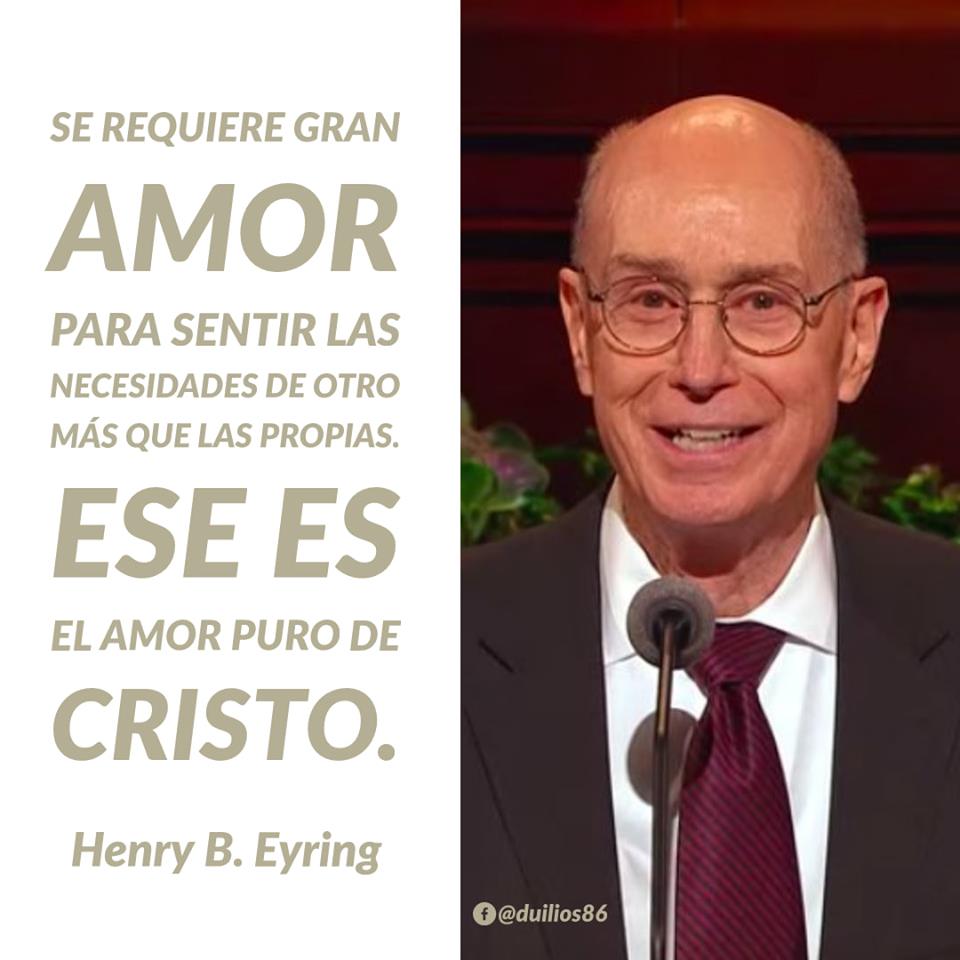 SE REQUIERE GRAN
AMOR
PARA SENTIR LAS
NECESIDADES DE OTRO
MÁS QUE LAS PROPIAS.
ESE ES
EL AMOR PURO DE
CRISTO.
Henry B. Eyring
@duilios86